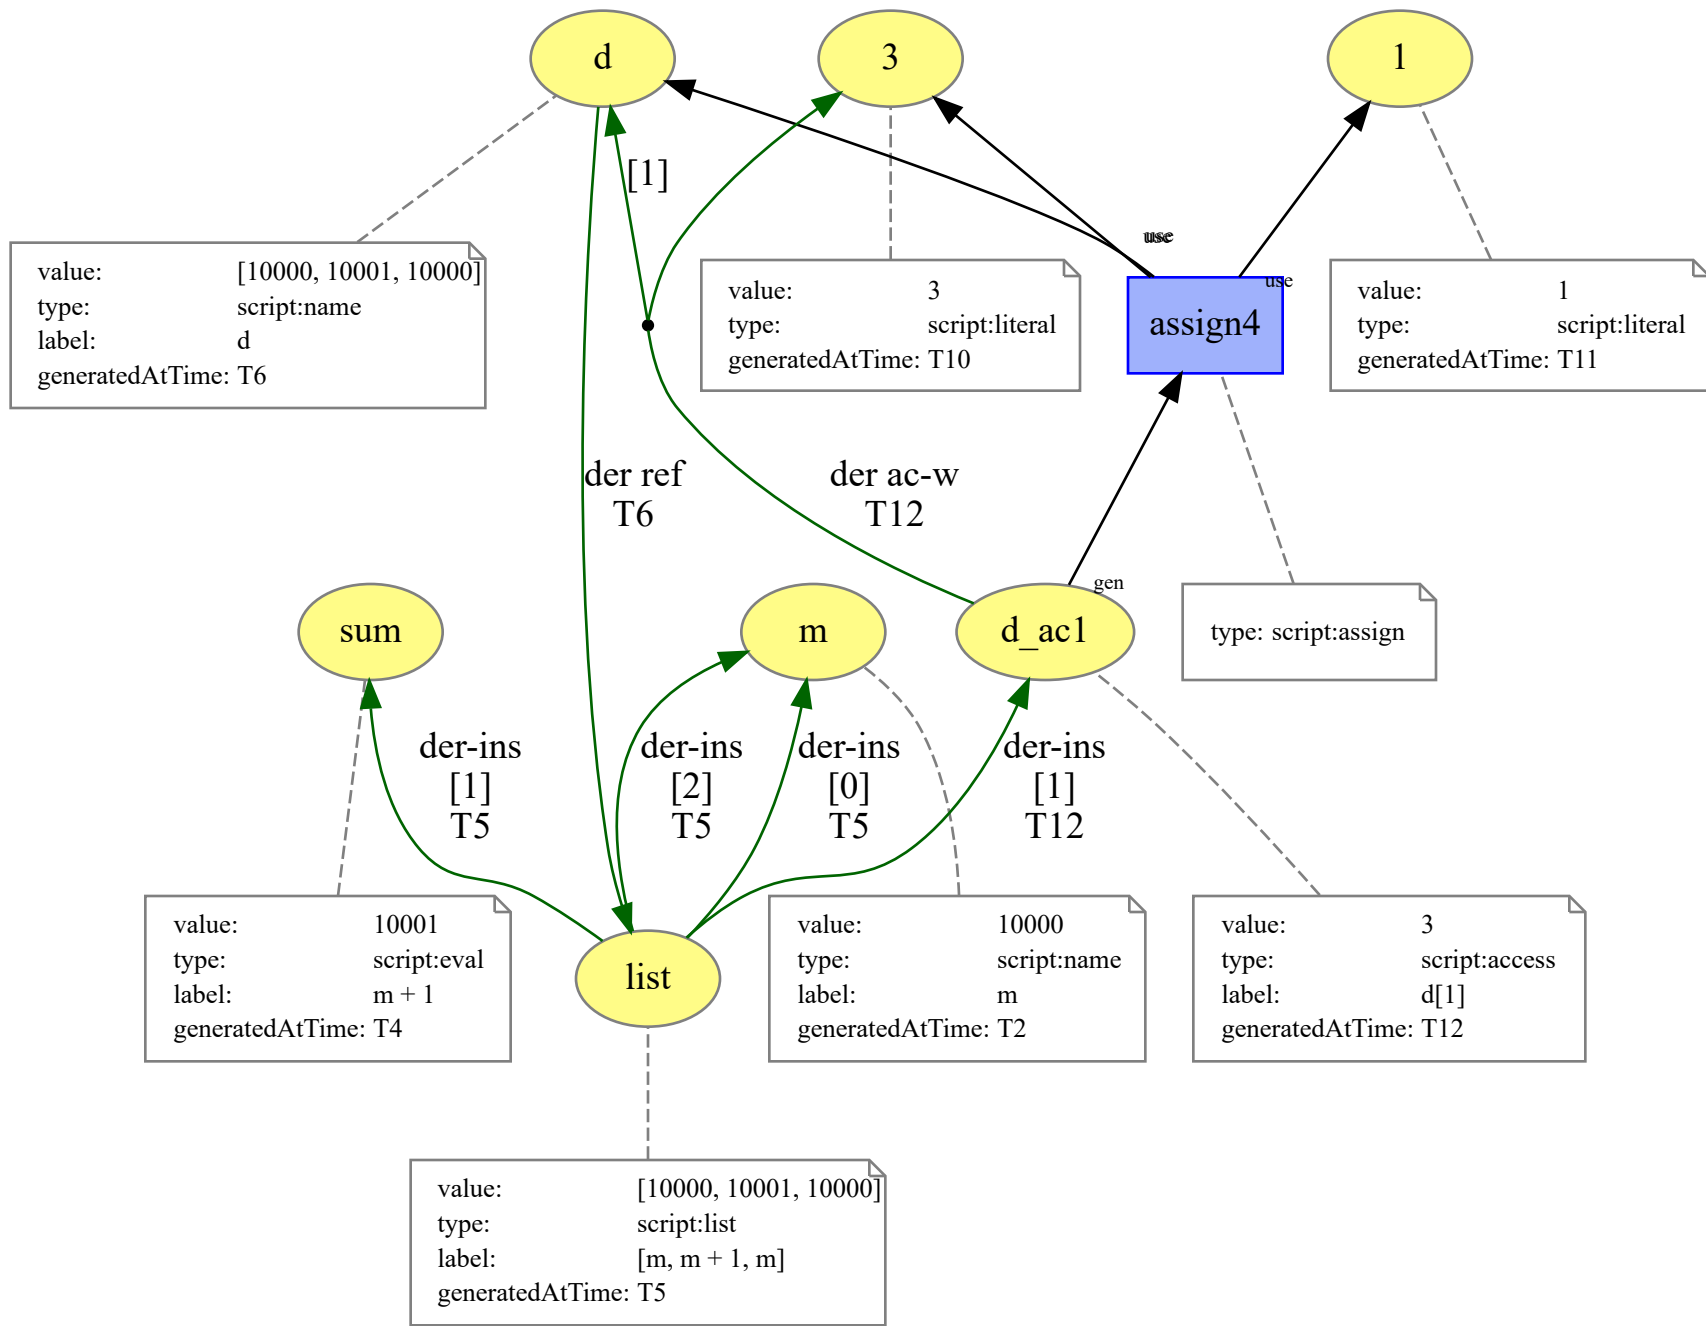 d
3
1
[1]
use
use
value: [10000, 10001, 10000]
type: script:name
label: d
generatedAtTime: T6
value: 3
type: script:literal
generatedAtTime: T10
assign4
value: 1
type: script:literal
generatedAtTime: T11
der ref
T6
der ac-w
T12
gen
sum
m
d_ac1
type: script:assign
der-ins
[1]
T5
der-ins
[2]
T5
der-ins
[0]
T5
der-ins
[1]
T12
value: 10001
type: script:eval
label: m + 1
generatedAtTime: T4
list
value: 10000
type: script:name
label: m
generatedAtTime: T2
value: 3
type: script:access
label: d[1]
generatedAtTime: T12
value: [10000, 10001, 10000]
type: script:list
label: [m, m + 1, m]
generatedAtTime: T5